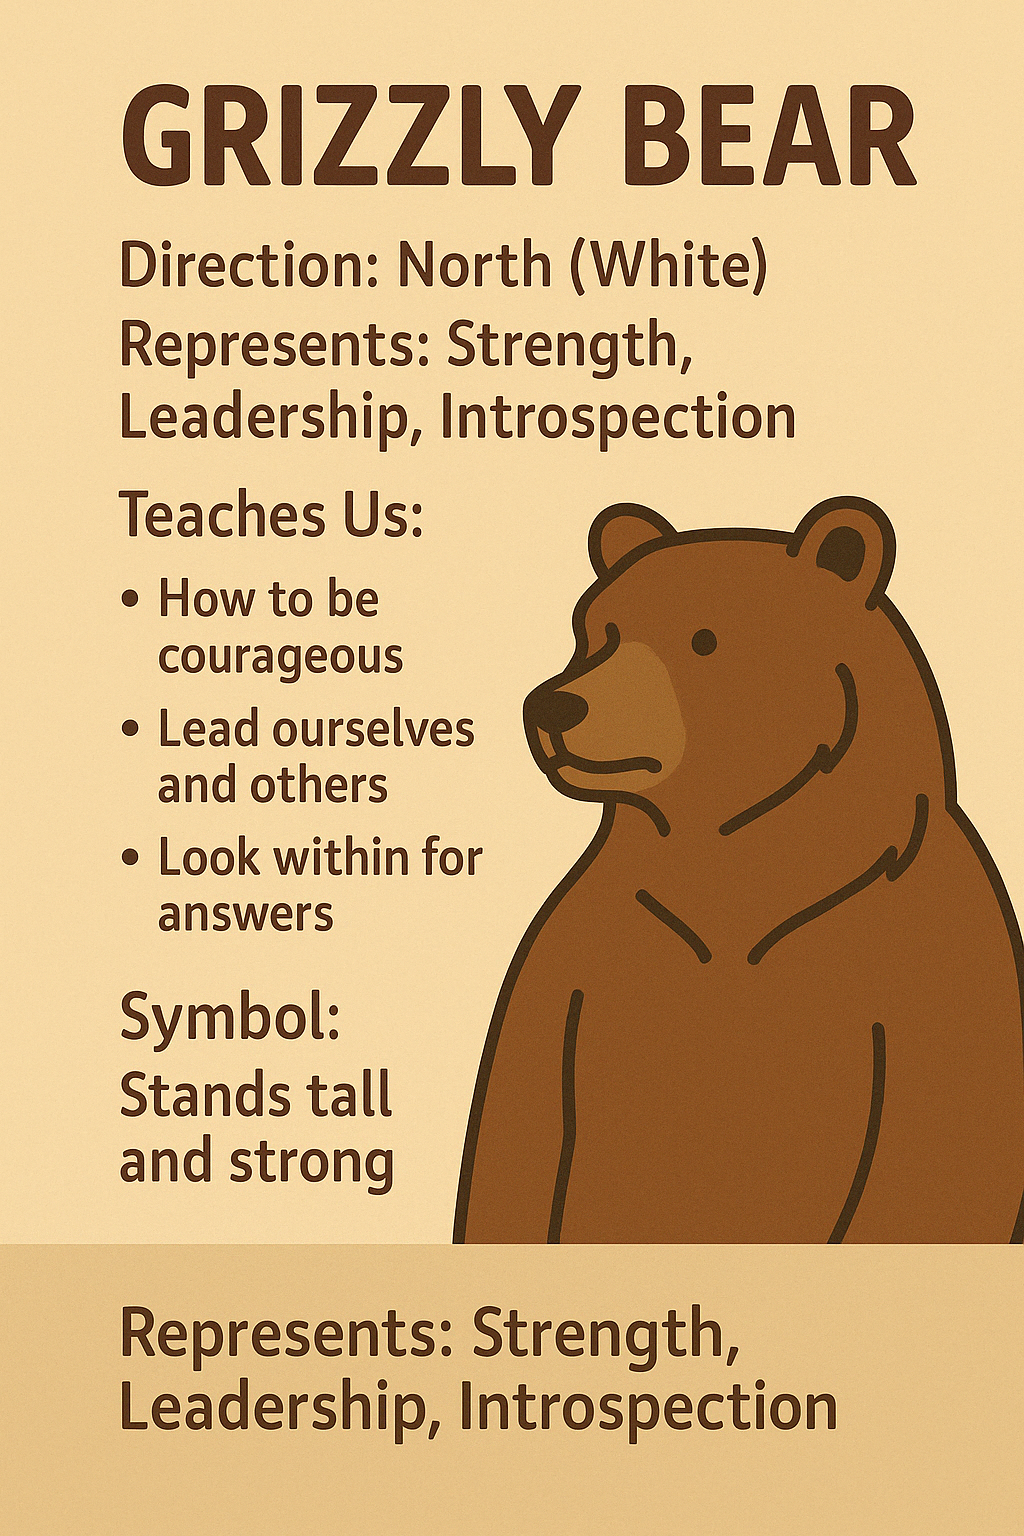 GRIZZLY BEAR
Direction: North (White)
Represents: Strength,
Leadership, Introspection
Teaches Us:
• How to be
courageous
• Lead ourselves
and others
• Look within for
answers
Symbol:
Stands tall
and strong
Represents: Strength,
Leadership, Introspection